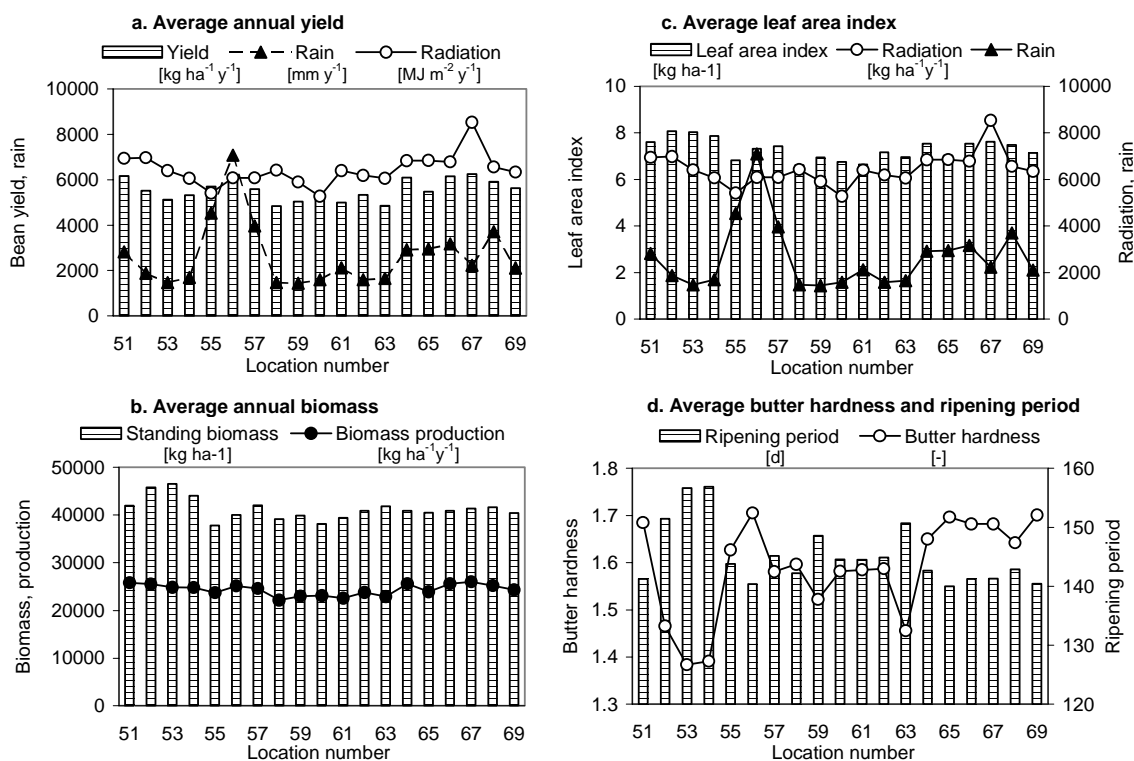 a. Average annual yield
Yield Rain Radiation
[kg ha⁻¹ y⁻¹] [mm y⁻¹] [MJ m⁻² y⁻¹]
Bean yield, rain
10000
8000
6000
4000
2000
0
51 53 55 57 59 61 63 65 67 69
Location number
c. Average leaf area index
Leaf area index Radiation Rain
[kg ha-1] [kg ha⁻¹y⁻¹]
Leaf area index
10
8
6
4
2
0
10000
8000
6000
4000
2000
0
Radiation, rain
51 53 55 57 59 61 63 65 67 69
Location number
b. Average annual biomass
Standing biomass Biomass production
[kg ha-1] [kg ha⁻¹y⁻¹]
Biomass, production
50000
40000
30000
20000
10000
0
51 53 55 57 59 61 63 65 67 69
Location number
d. Average butter hardness and ripening period
Ripening period Butter hardness
[d] [-]
Butter hardness
1.8
1.7
1.6
1.5
1.4
1.3
160
150
140
130
120
Ripening period
51 53 55 57 59 61 63 65 67 69
Location number